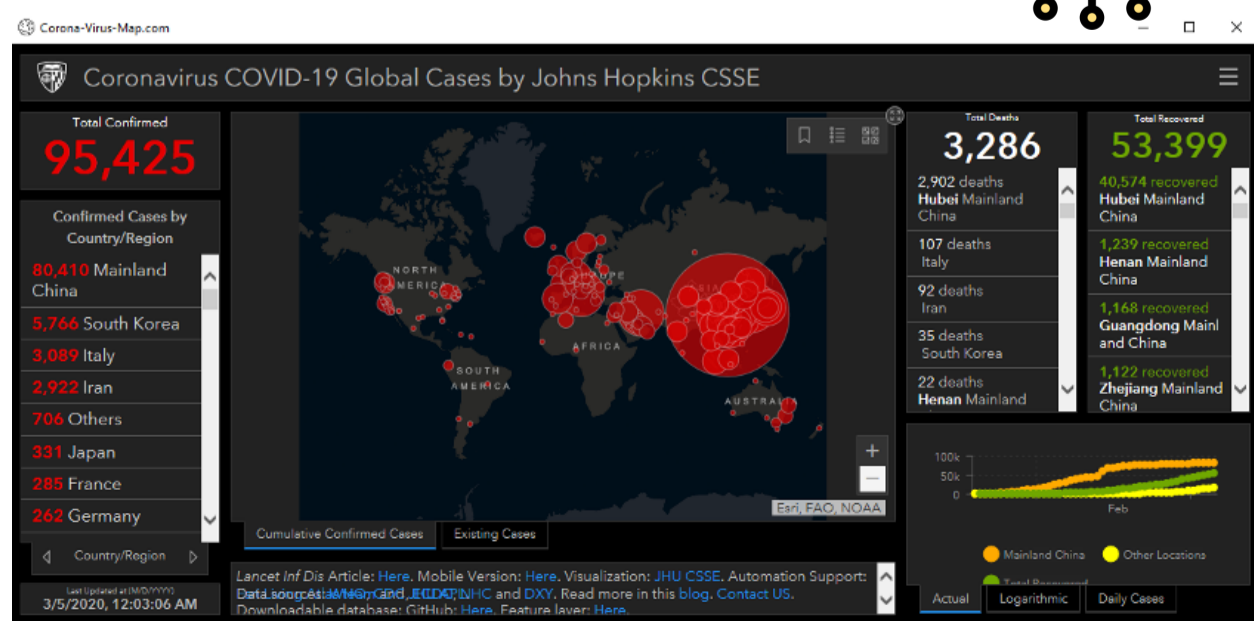 Corona-Virus-Map.com
Coronavirus COVID-19 Global Cases by Johns Hopkins CSSE
Total Confirmed
95,425
Confirmed Cases by
Country/Region
80,410 Mainland
China
5,766 South Korea
3,089 Italy
2,922 Iran
706 Others
331 Japan
285 France
262 Germany
Country/Region
Last Updated at (M/D/YYYY)
3/5/2020, 12:03:06 AM
NORTH
AMERICA
SOUTH
AMERICA
EUROPE
AFRICA
ASIA
AUSTRALIA
+
−
Esri, FAO, NOAA
Cumulative Confirmed Cases
Existing Cases
Lancet Inf Dis Article: Here. Mobile Version: Here. Visualization: JHU CSSE. Automation Support:
and DXY. Read more in this blog. Contact US.
Downloadable database: GitHub: Here. Feature layer: Here.
Total Deaths
3,286
2,902 deaths
Hubei Mainland
China
107 deaths
Italy
92 deaths
Iran
35 deaths
South Korea
22 deaths
Henan Mainland
Total Recovered
53,399
40,574 recovered
Hubei Mainland
China
1,239 recovered
Henan Mainland
China
1,168 recovered
Guangdong Mainl
and China
1,122 recovered
Zhejiang Mainland
China
100k
50k
0
Feb
Mainland China
Other Locations
Total Recovered
Actual
Logarithmic
Daily Cases